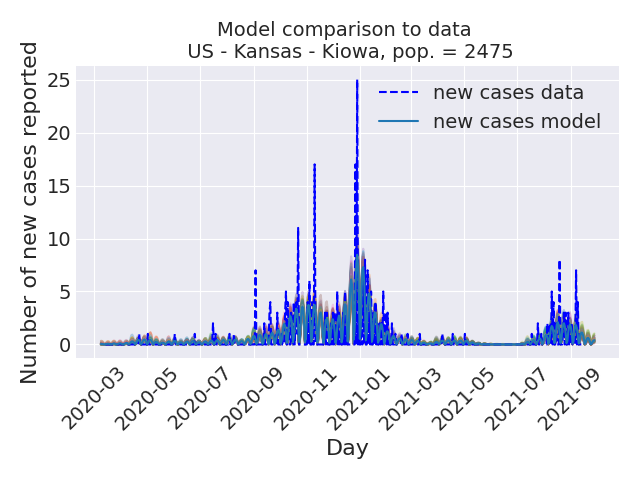 Model comparison to data
US - Kansas - Kiowa, pop. = 2475
new cases data
new cases model
Number of new cases reported
25
20
15
10
5
0
2020-03
2020-05
2020-07
2020-09
2020-11
2021-01
2021-03
2021-05
2021-07
2021-09
Day